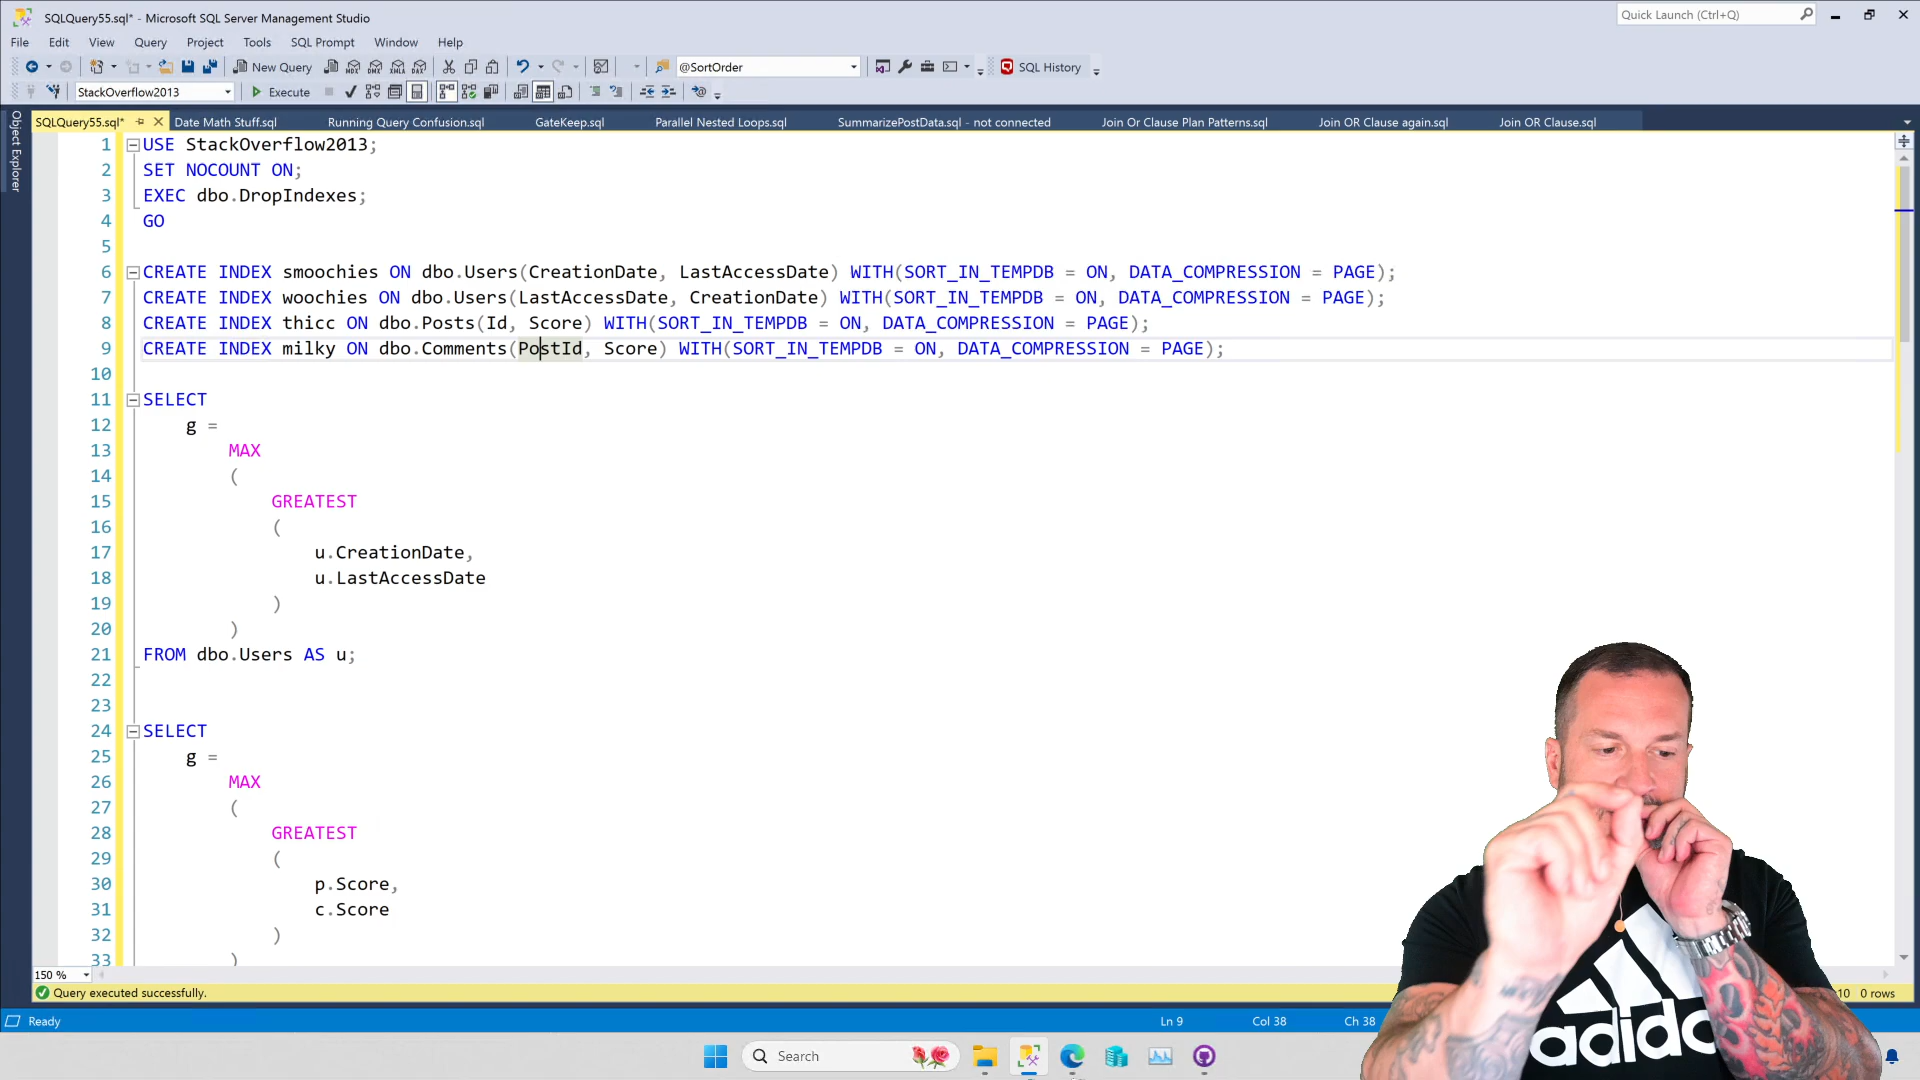 SQLQuery55.sql* - Microsoft SQL Server Management Studio
Quick Launch (Ctrl+Q)
File Edit View Query Project Tools SQL Prompt Window Help
New Query MDX DMX XMLA DAX @SortOrder SQL History
StackOverflow2013 Execute
Object Explorer
SQLQuery55.sql* Date Math Stuff.sql Running Query Confusion.sql GateKeep.sql Parallel Nested Loops.sql SummarizePostData.sql - not connected Join Or Clause Plan Patterns.sql Join OR Clause again.sql Join OR Clause.sql
1 USE StackOverflow2013;
2 SET NOCOUNT ON;
3 EXEC dbo.DropIndexes;
4 GO
5
6 CREATE INDEX smoochies ON dbo.Users(CreationDate, LastAccessDate) WITH(SORT_IN_TEMPDB = ON, DATA_COMPRESSION = PAGE);
7 CREATE INDEX woochies ON dbo.Users(LastAccessDate, CreationDate) WITH(SORT_IN_TEMPDB = ON, DATA_COMPRESSION = PAGE);
8 CREATE INDEX thicc ON dbo.Posts(Id, Score) WITH(SORT_IN_TEMPDB = ON, DATA_COMPRESSION = PAGE);
9 CREATE INDEX milky ON dbo.Comments(PostId, Score) WITH(SORT_IN_TEMPDB = ON, DATA_COMPRESSION = PAGE);
10
11 SELECT
12 g =
13 MAX
14 (
15 GREATEST
16 (
17 u.CreationDate,
18 u.LastAccessDate
19 )
20 )
21 FROM dbo.Users AS u;
22
23
24 SELECT
25 g =
26 MAX
27 (
28 GREATEST
29 (
30 p.Score,
31 c.Score
32 )
33 )
150 %
Query executed successfully. 0 rows
Ready Ln 9 Col 38 Ch 38
Search
adidas